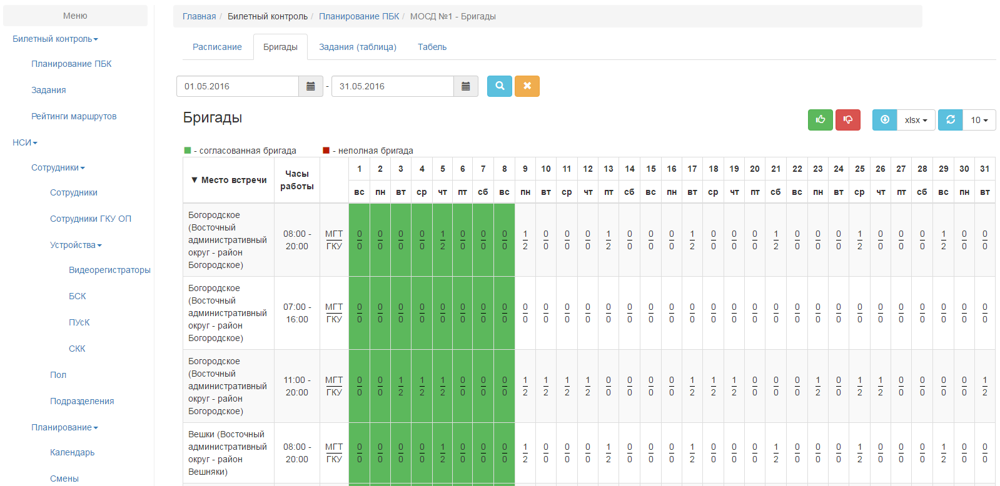 Меню
Билетный контроль
Планирование ПБК
Задания
Рейтинги маршрутов
НСИ
Сотрудники
Сотрудники
Сотрудники ГКУ ОП
Устройства
Видеорегистраторы
БСК
ПУсК
СКК
Пол
Подразделения
Планирование
Календарь
Смены
Главная / Билетный контроль / Планирование ПБК / МОСД №1 - Бригады
Расписание Бригады Задания (таблица) Табель
01.05.2016 - 31.05.2016
Бригады
xlsx 10
- согласованная бригада - неполная бригада
▼ Место встречи Часы работы 1 2 3 4 5 6 7 8 9 10 11 12 13 14 15 16 17 18 19 20 21 22 23 24 25 26 27 28 29 30 31
вс пн вт ср чт пт сб вс пн вт ср чт пт сб вс пн вт ср чт пт сб вс пн вт ср чт пт сб вс пн вт
Богородское
(Восточный
административный
округ - район
Богородское)
08:00 -
20:00
МГТ 0 0 0 0 1 0 0 0 1 0 0 0 1 0 0 0 1 0 0 0 1 0 0 0 1 0 0 0 1 0 0
ГКУ 0 0 0 0 2 0 0 0 2 0 0 0 2 0 0 0 2 0 0 0 2 0 0 0 2 0 0 0 2 0 0
Богородское
(Восточный
административный
округ - район
Богородское)
07:00 -
16:00
МГТ 0 0 0 0 0 0 0 0 0 0 0 0 0 0 0 0 0 0 0 0 0 0 0 0 0 0 0 0 0 0 0
ГКУ 0 0 0 0 0 0 0 0 0 0 0 0 0 0 0 0 0 0 0 0 0 0 0 0 0 0 0 0 0 0 0
Богородское
(Восточный
административный
округ - район
Богородское)
11:00 -
20:00
МГТ 0 0 1 1 1 0 0 0 1 1 1 1 0 0 0 0 1 1 1 0 0 0 1 0 1 1 0 0 0 0 1
ГКУ 0 0 2 2 2 0 0 0 2 2 2 2 0 0 0 0 2 2 2 0 0 0 2 0 2 2 0 0 0 0 2
Вешки (Восточный
административный
округ - район
Вешняки)
08:00 -
20:00
МГТ 0 0 0 0 1 0 0 0 1 0 0 0 1 0 0 0 1 0 0 0 1 0 0 0 1 0 0 0 1 0 0
ГКУ 0 0 0 0 2 0 0 0 2 0 0 0 2 0 0 0 2 0 0 0 2 0 0 0 2 0 0 0 2 0 0